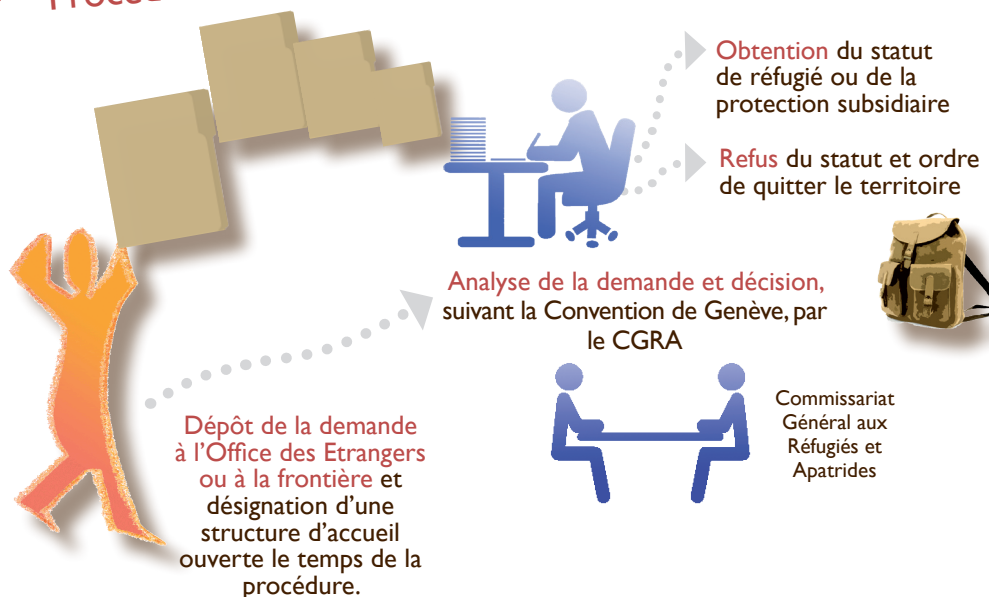 Obtention du statut
de réfugié ou de la
protection subsidiaire
Refus du statut et ordre
de quitter le territoire
Analyse de la demande et décision,
suivant la Convention de Genève, par
le CGRA
Commissariat
Général aux
Réfugiés et
Apatrides
Dépôt de la demande
à l’Office des Etrangers
ou à la frontière et
désignation d’une
structure d’accueil
ouverte le temps de la
procédure.